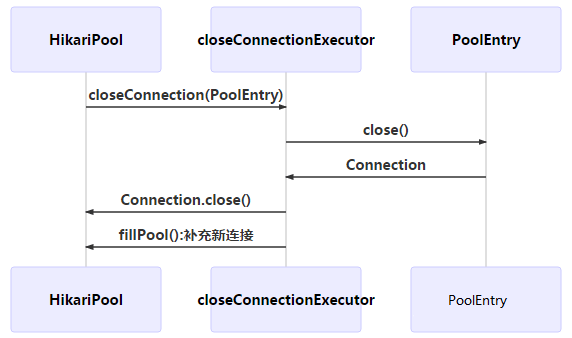 HikariPool closeConnectionExecutor PoolEntry
closeConnection(PoolEntry)
close()
Connection
Connection.close()
fillPool():补充新连接
HikariPool closeConnectionExecutor PoolEntry